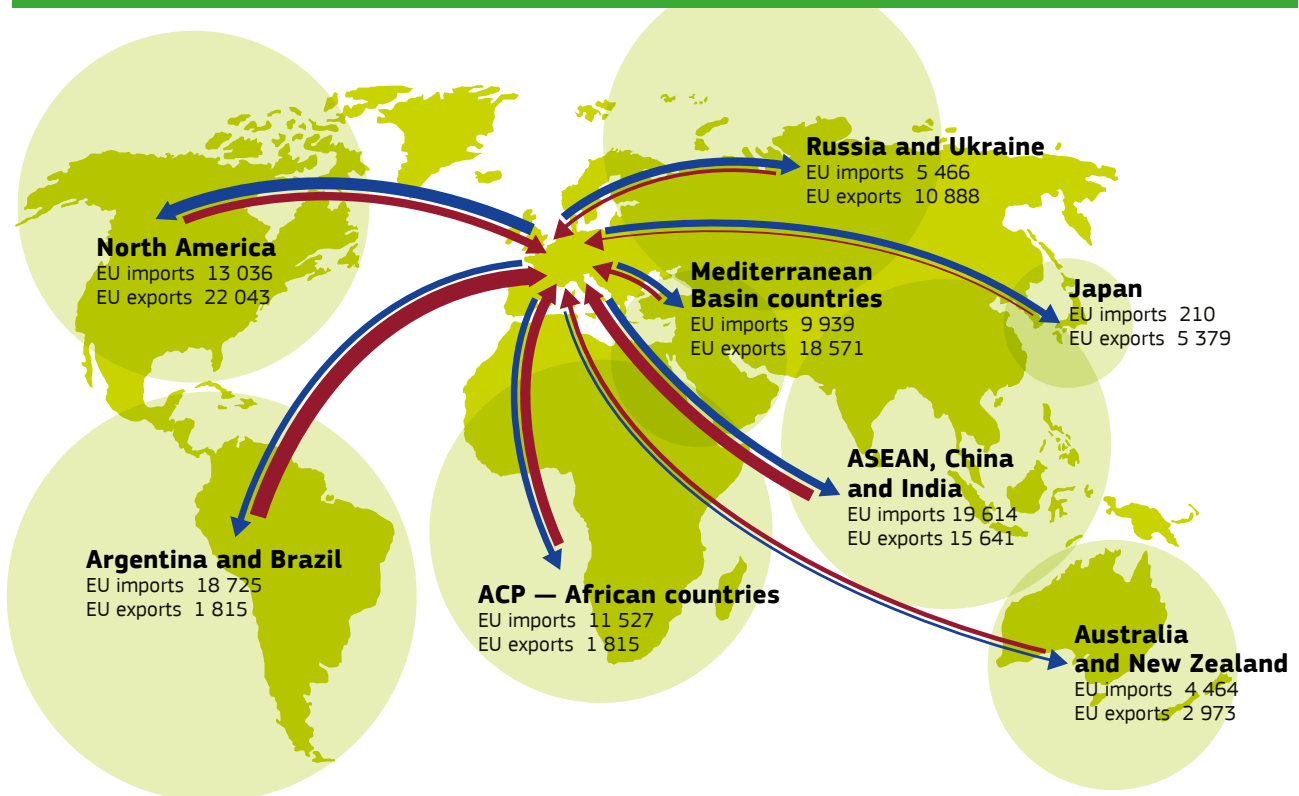 Russia and Ukraine
EU imports 5 466
EU exports 10 888
North America
EU imports 13 036
EU exports 22 043
Mediterranean
Basin countries
EU imports 9 939
EU exports 18 571
Japan
EU imports 210
EU exports 5 379
ASEAN, China
and India
EU imports 19 614
EU exports 15 641
Argentina and Brazil
EU imports 18 725
EU exports 1 815
ACP — African countries
EU imports 11 527
EU exports 1 815
Australia
and New Zealand
EU imports 4 464
EU exports 2 973